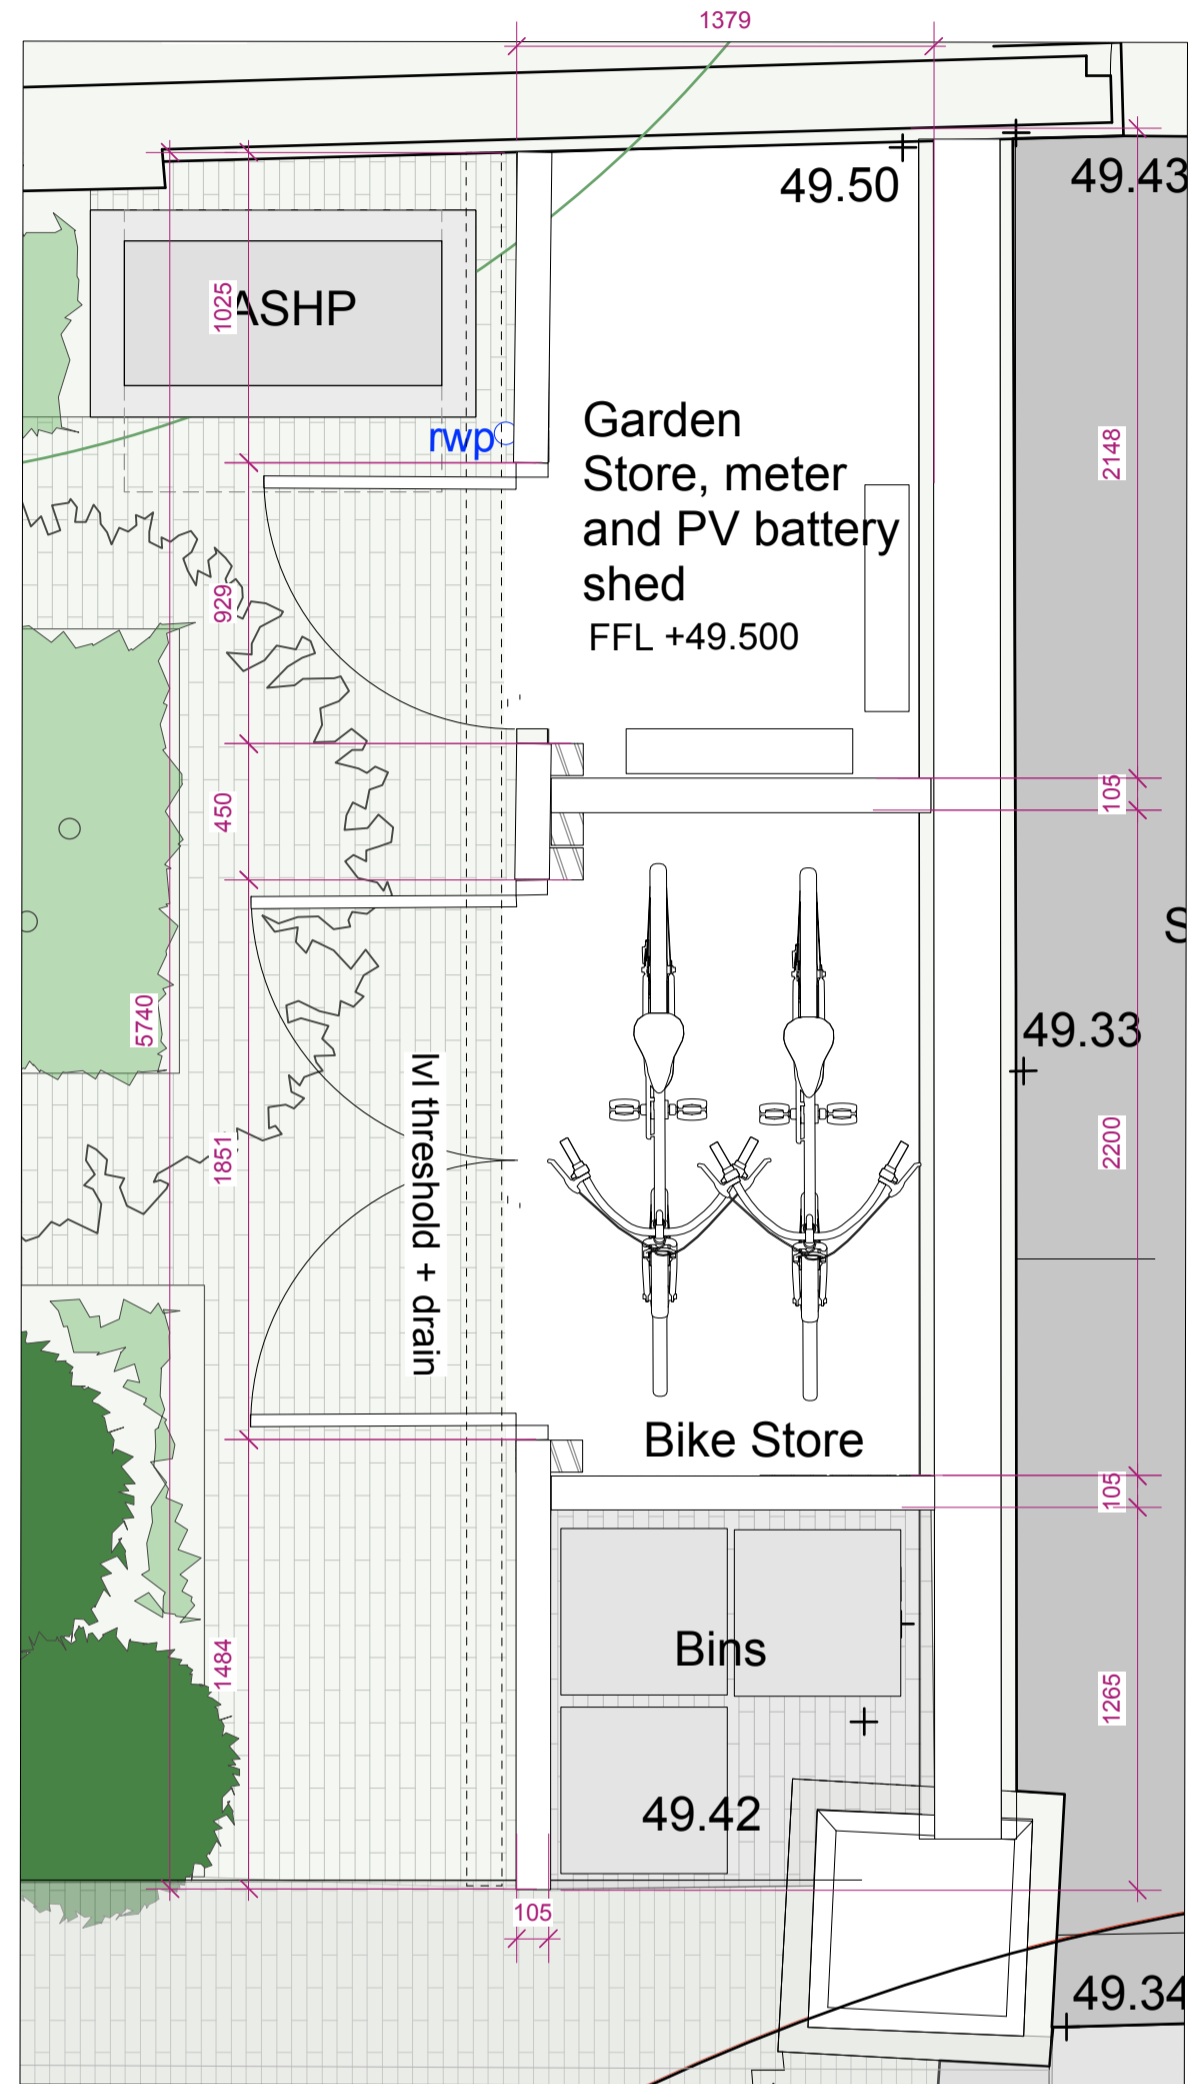 1379
49.50
49.43
ASHP
1025
rwp
Garden
Store, meter
and PV battery
shed
FFL +49.500
2148
929
450
105
5740
lvl threshold + drain
49.33
S
1851
2200
Bike Store
105
1484
Bins
1265
49.42
105
49.34